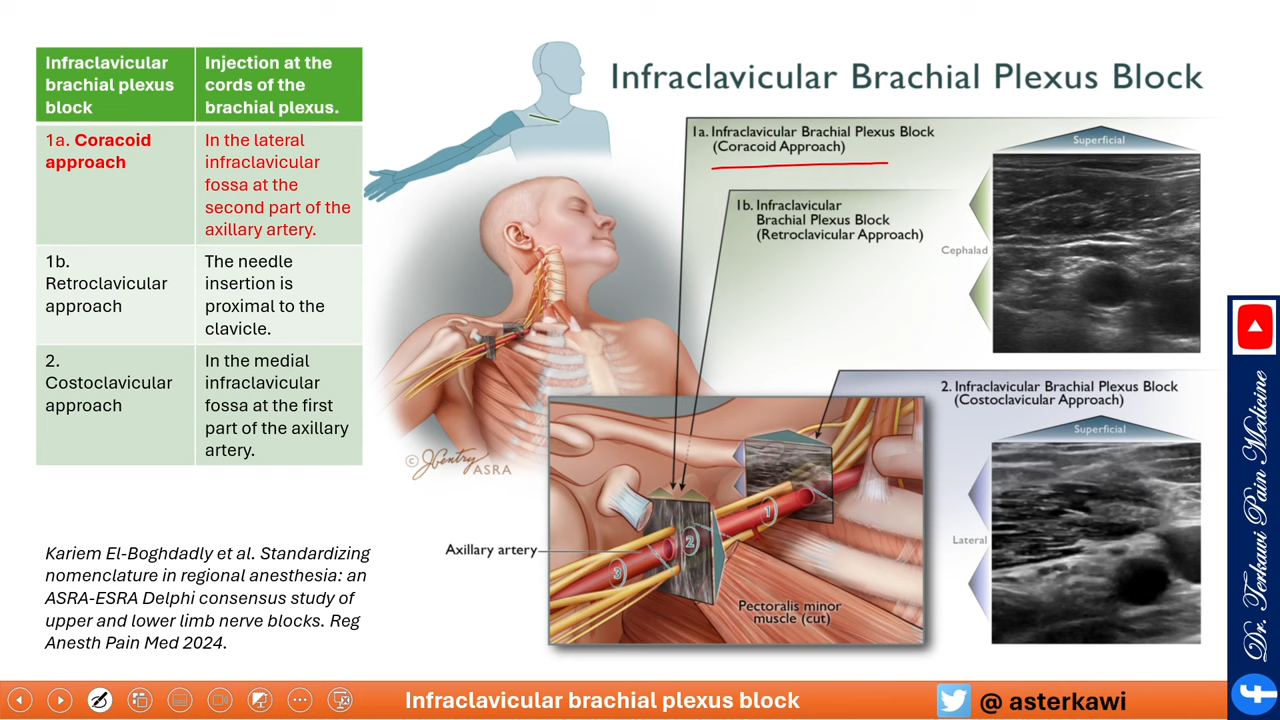 Infraclavicular
brachial plexus
block
Injection at the
cords of the
brachial plexus.
1a. Coracoid
approach
In the lateral
infraclavicular
fossa at the
second part of the
axillary artery.
1b.
Retroclavicular
approach
The needle
insertion is
proximal to the
clavicle.
2.
Costoclavicular
approach
In the medial
infraclavicular
fossa at the first
part of the axillary
artery.
Kariem El-Boghdadly et al. Standardizing
nomenclature in regional anesthesia: an
ASRA-ESRA Delphi consensus study of
upper and lower limb nerve blocks. Reg
Anesth Pain Med 2024.
Infraclavicular Brachial Plexus Block
1a. Infraclavicular Brachial Plexus Block
(Coracoid Approach)
1b. Infraclavicular
Brachial Plexus Block
(Retroclavicular Approach)
Superficial
Cephalad
2. Infraclavicular Brachial Plexus Block
(Costoclavicular Approach)
Superficial
Lateral
© JGentry
ASRA
Axillary artery
1
2
3
Pectoralis minor
muscle (cut)
Dr. Terkawi Pain Medicine
Infraclavicular brachial plexus block
@ asterkawi